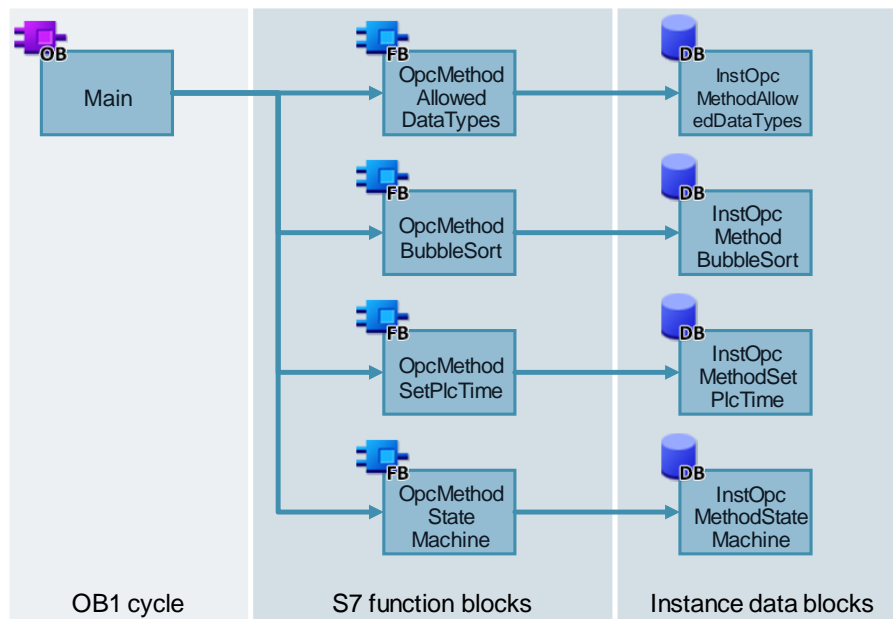 OB
Main
FB
OpcMethod
Allowed
DataTypes
DB
InstOpc
MethodAllow
edDataTypes
FB
OpcMethod
BubbleSort
DB
InstOpc
Method
BubbleSort
FB
OpcMethod
SetPlcTime
DB
InstOpc
MethodSet
PlcTime
FB
OpcMethod
State
Machine
DB
InstOpc
MethodState
Machine
OB1 cycle
S7 function blocks
Instance data blocks